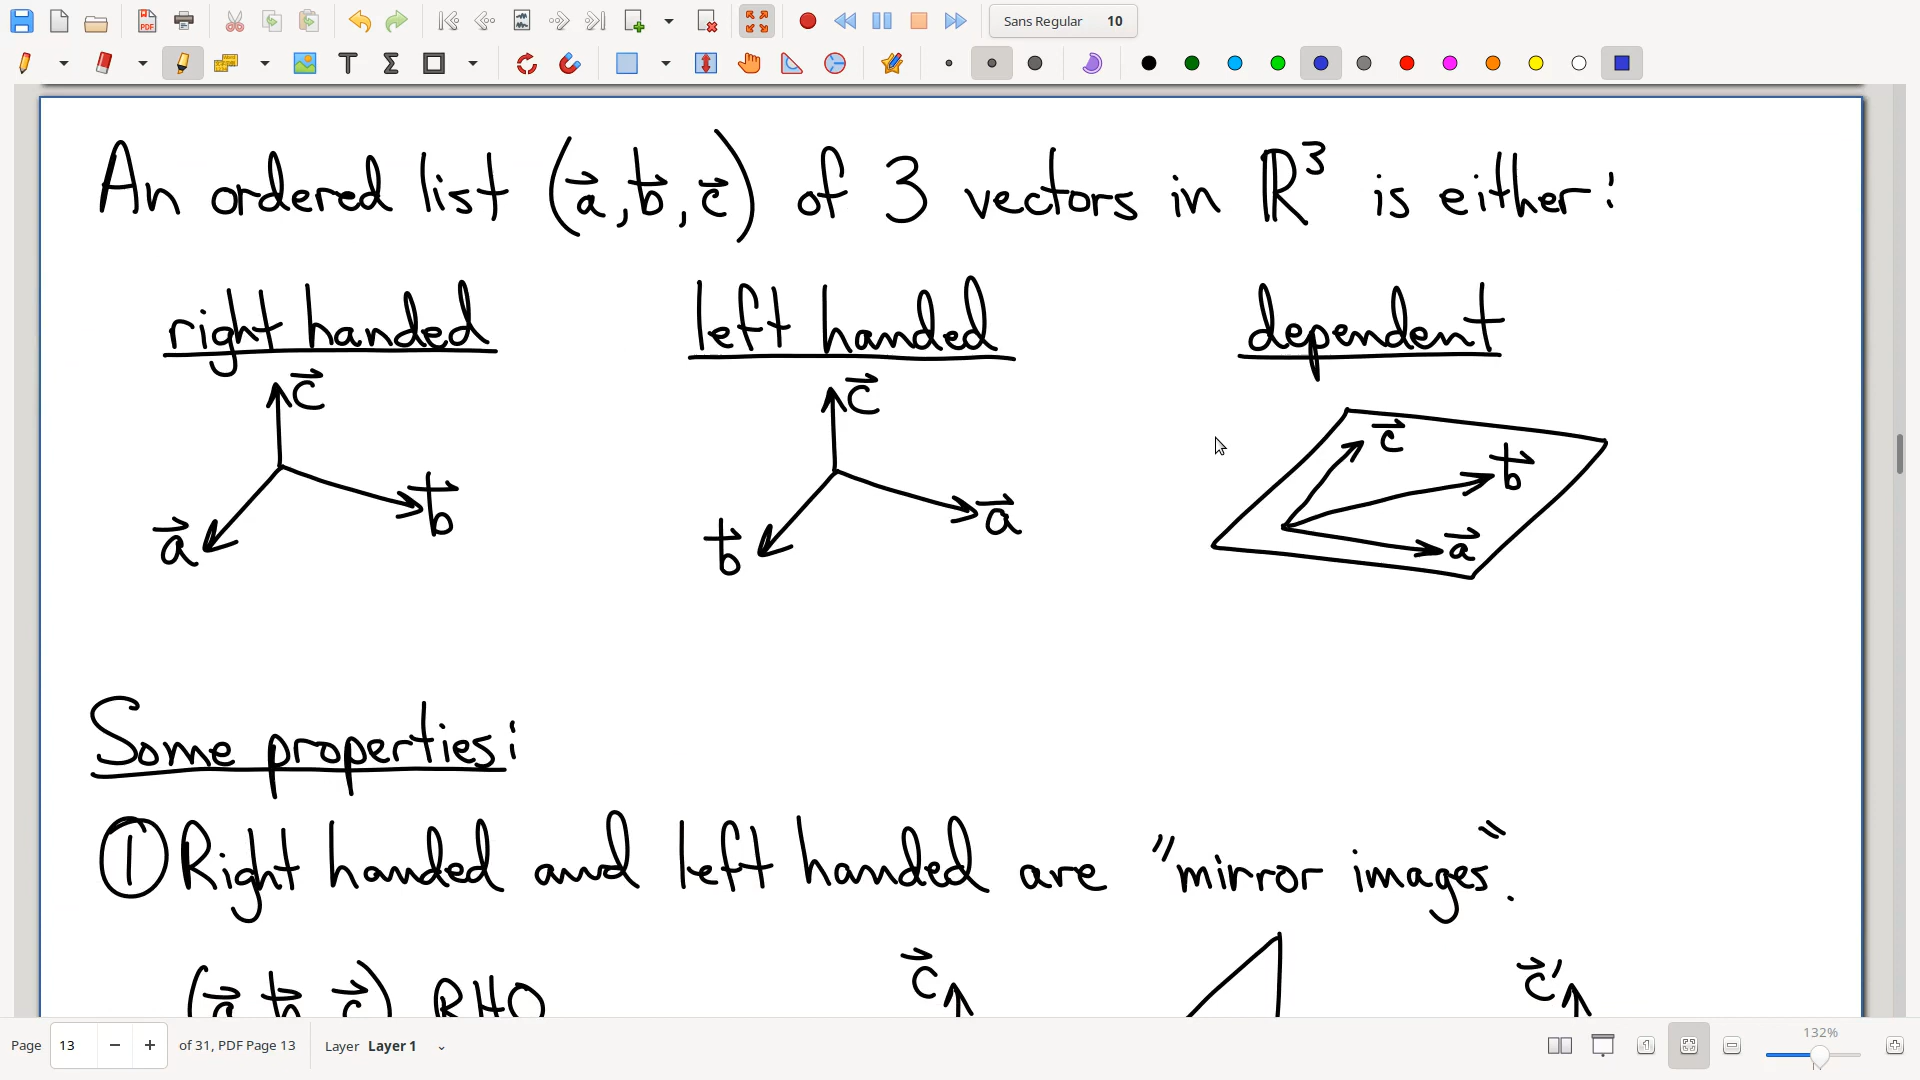 Sans Regular 10
An ordered list (a⃗, b⃗, c⃗) of 3 vectors in ℝ³ is either:
right handed left handed dependent
c⃗ c⃗ c⃗
b⃗
a⃗ b⃗ b⃗ a⃗ a⃗
Some properties:
① Right handed and left handed are "mirror images".
(a⃗ b⃗ c⃗) RHO c⃗ c⃗'
Page 13 of 31, PDF Page 13 Layer Layer 1 132%